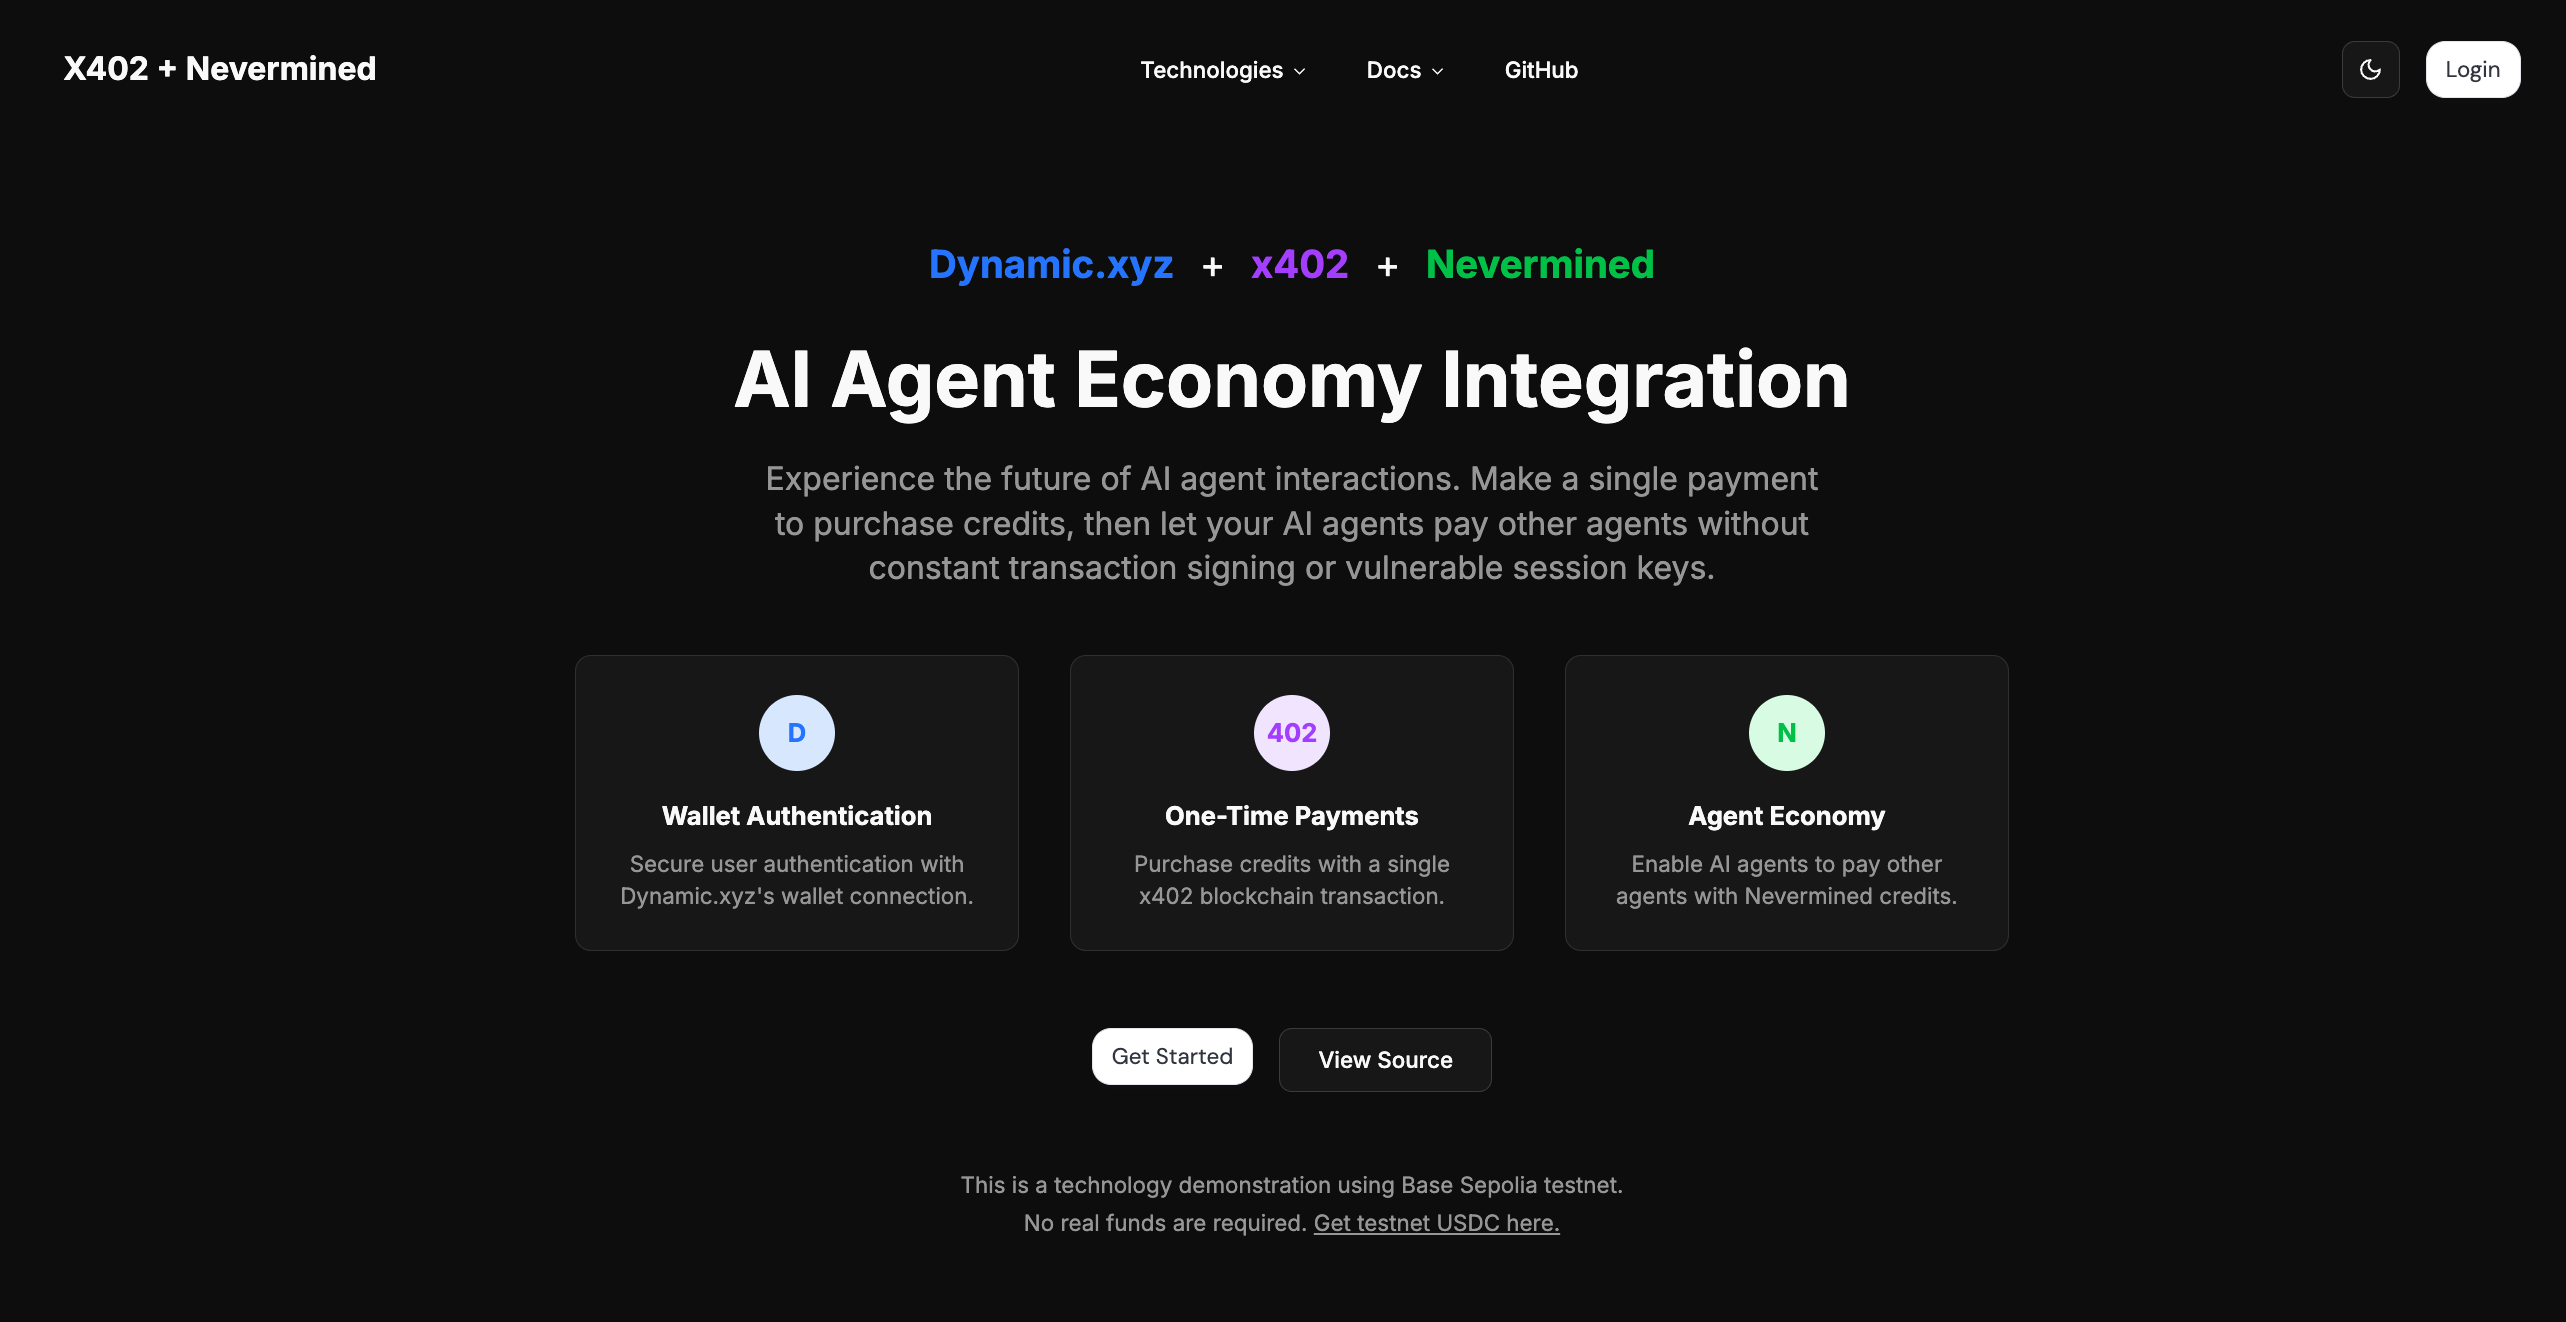 X402 + Nevermined
Technologies
Docs
GitHub
Login
Dynamic.xyz + x402 + Nevermined
AI Agent Economy Integration
Experience the future of AI agent interactions. Make a single payment
to purchase credits, then let your AI agents pay other agents without
constant transaction signing or vulnerable session keys.
D
Wallet Authentication
Secure user authentication with
Dynamic.xyz's wallet connection.
402
One-Time Payments
Purchase credits with a single
x402 blockchain transaction.
N
Agent Economy
Enable AI agents to pay other
agents with Nevermined credits.
Get Started
View Source
This is a technology demonstration using Base Sepolia testnet.
No real funds are required. Get testnet USDC here.